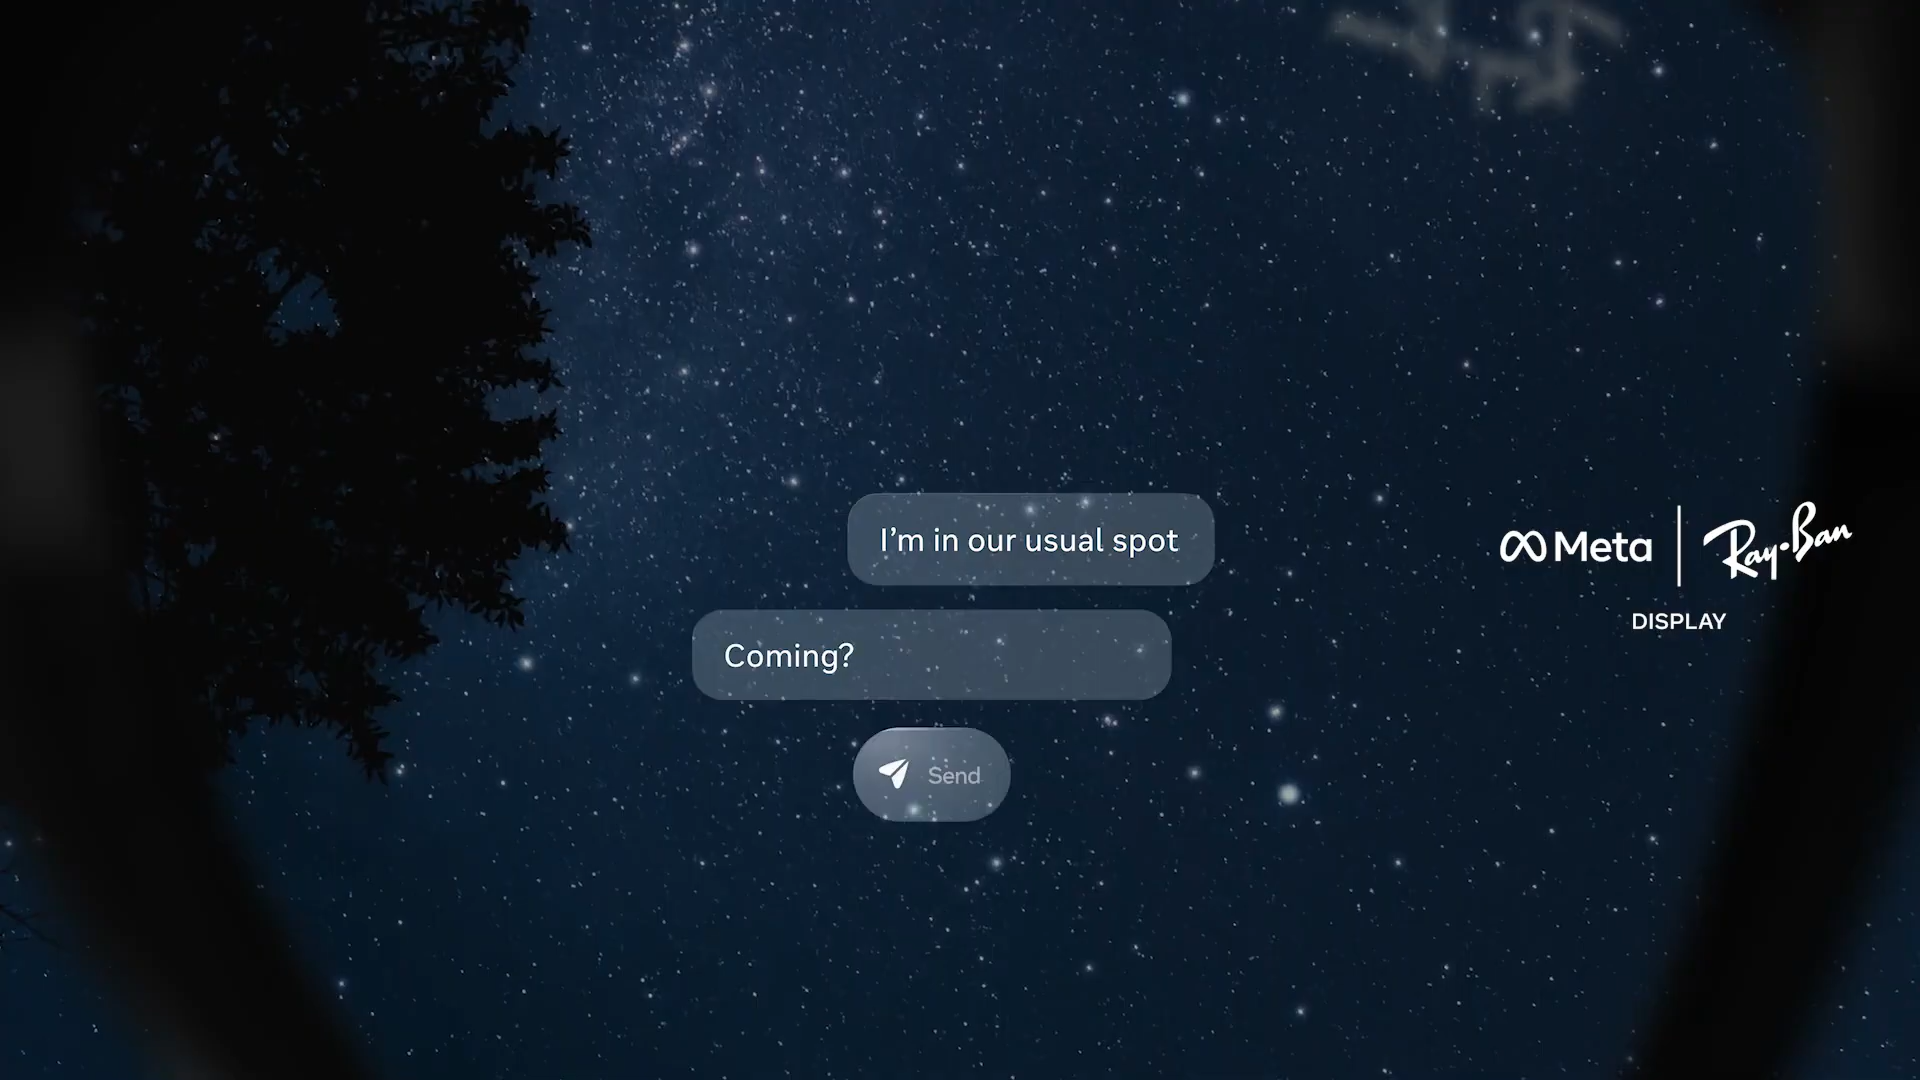 I'm in our usual spot
Coming?
Send
Meta | Ray-Ban
DISPLAY